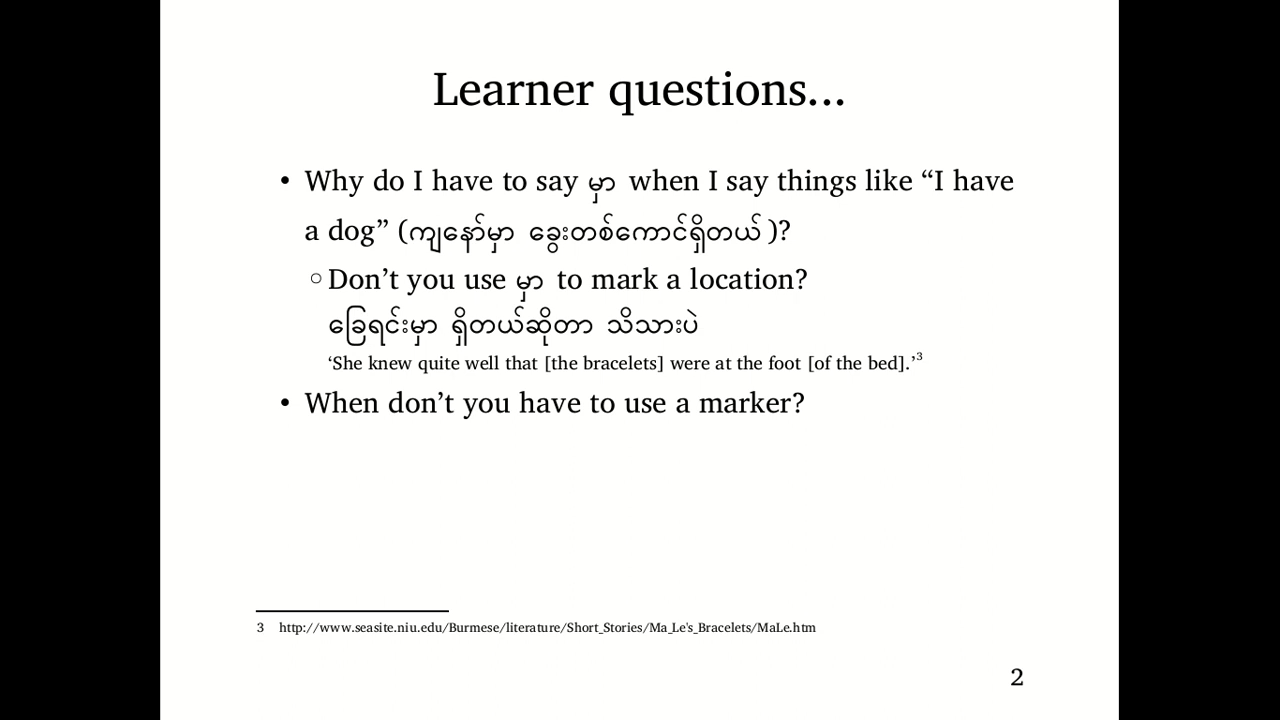 Learner questions...
• Why do I have to say မှာ when I say things like “I have
a dog” (ကျနော်မှာ ခွေးတစ်ကောင်ရှိတယ်)?
○ Don’t you use မှာ to mark a location?
ခြေရင်းမှာ ရှိတယ်ဆိုတာ သိသားပဲ
‘She knew quite well that [the bracelets] were at the foot [of the bed].’3
• When don’t you have to use a marker?
3 http://www.seasite.niu.edu/Burmese/literature/Short_Stories/Ma_Le's_Bracelets/MaLe.htm
2